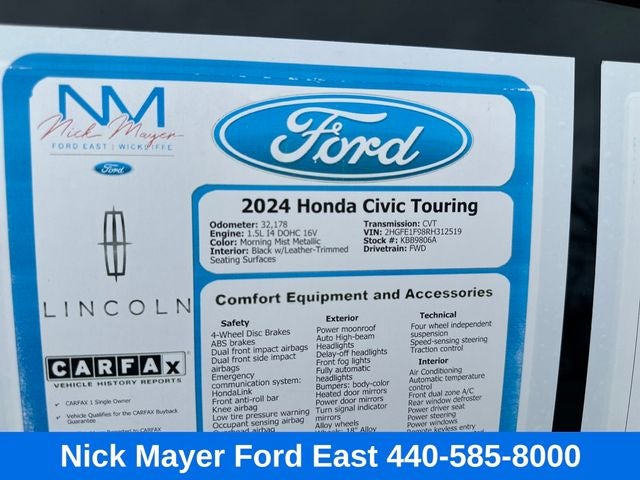 NM
Nick Mayer
FORD EAST | WICKLIFFE
Ford
Ford
2024 Honda Civic Touring
Odometer: 32,178
Engine: 1.5L I4 DOHC 16V
Color: Morning Mist Metallic
Interior: Black w/Leather-Trimmed
Seating Surfaces
Transmission: CVT
VIN: 2HGFE1F98RH312519
Stock #: KBB9806A
Drivetrain: FWD
LINCOLN
CARFAX
VEHICLE HISTORY REPORTS
CARFAX 1 Single Owner
Vehicle Qualifies for the CARFAX Buyback
Guarantee
Comfort Equipment and Accessories
Safety
4-Wheel Disc Brakes
ABS brakes
Dual front impact airbags
Dual front side impact
airbags
Emergency
communication system:
HondaLink
Front anti-roll bar
Knee airbag
Low tire pressure warning
Occupant sensing airbag
Overhead airbag
Exterior
Power moonroof
Auto High-beam
Headlights
Delay-off headlights
Front fog lights
Fully automatic
headlights
Bumpers: body-color
Heated door mirrors
Power door mirrors
Turn signal indicator
mirrors
Alloy wheels
Wheels: 18" Alloy
Technical
Four wheel independent
suspension
Speed-sensing steering
Traction control
Interior
Air Conditioning
Automatic temperature
control
Front dual zone A/C
Rear window defroster
Power driver seat
Power steering
Power windows
Remote keyless entry
Nick Mayer Ford East 440-585-8000